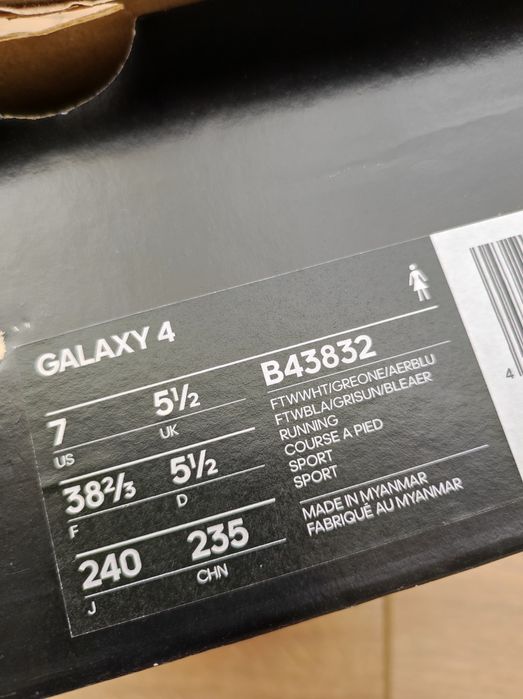 GALAXY 4
7 5½
US UK
38⅔ 5½
F D
240 235
J CHN
B43832
FTWWHT/GREONE/AERBLU
FTWBLA/GRISUN/BLEAER
RUNNING
COURSE A PIED
SPORT
SPORT
MADE IN MYANMAR
FABRIQUÉ AU MYANMAR
4